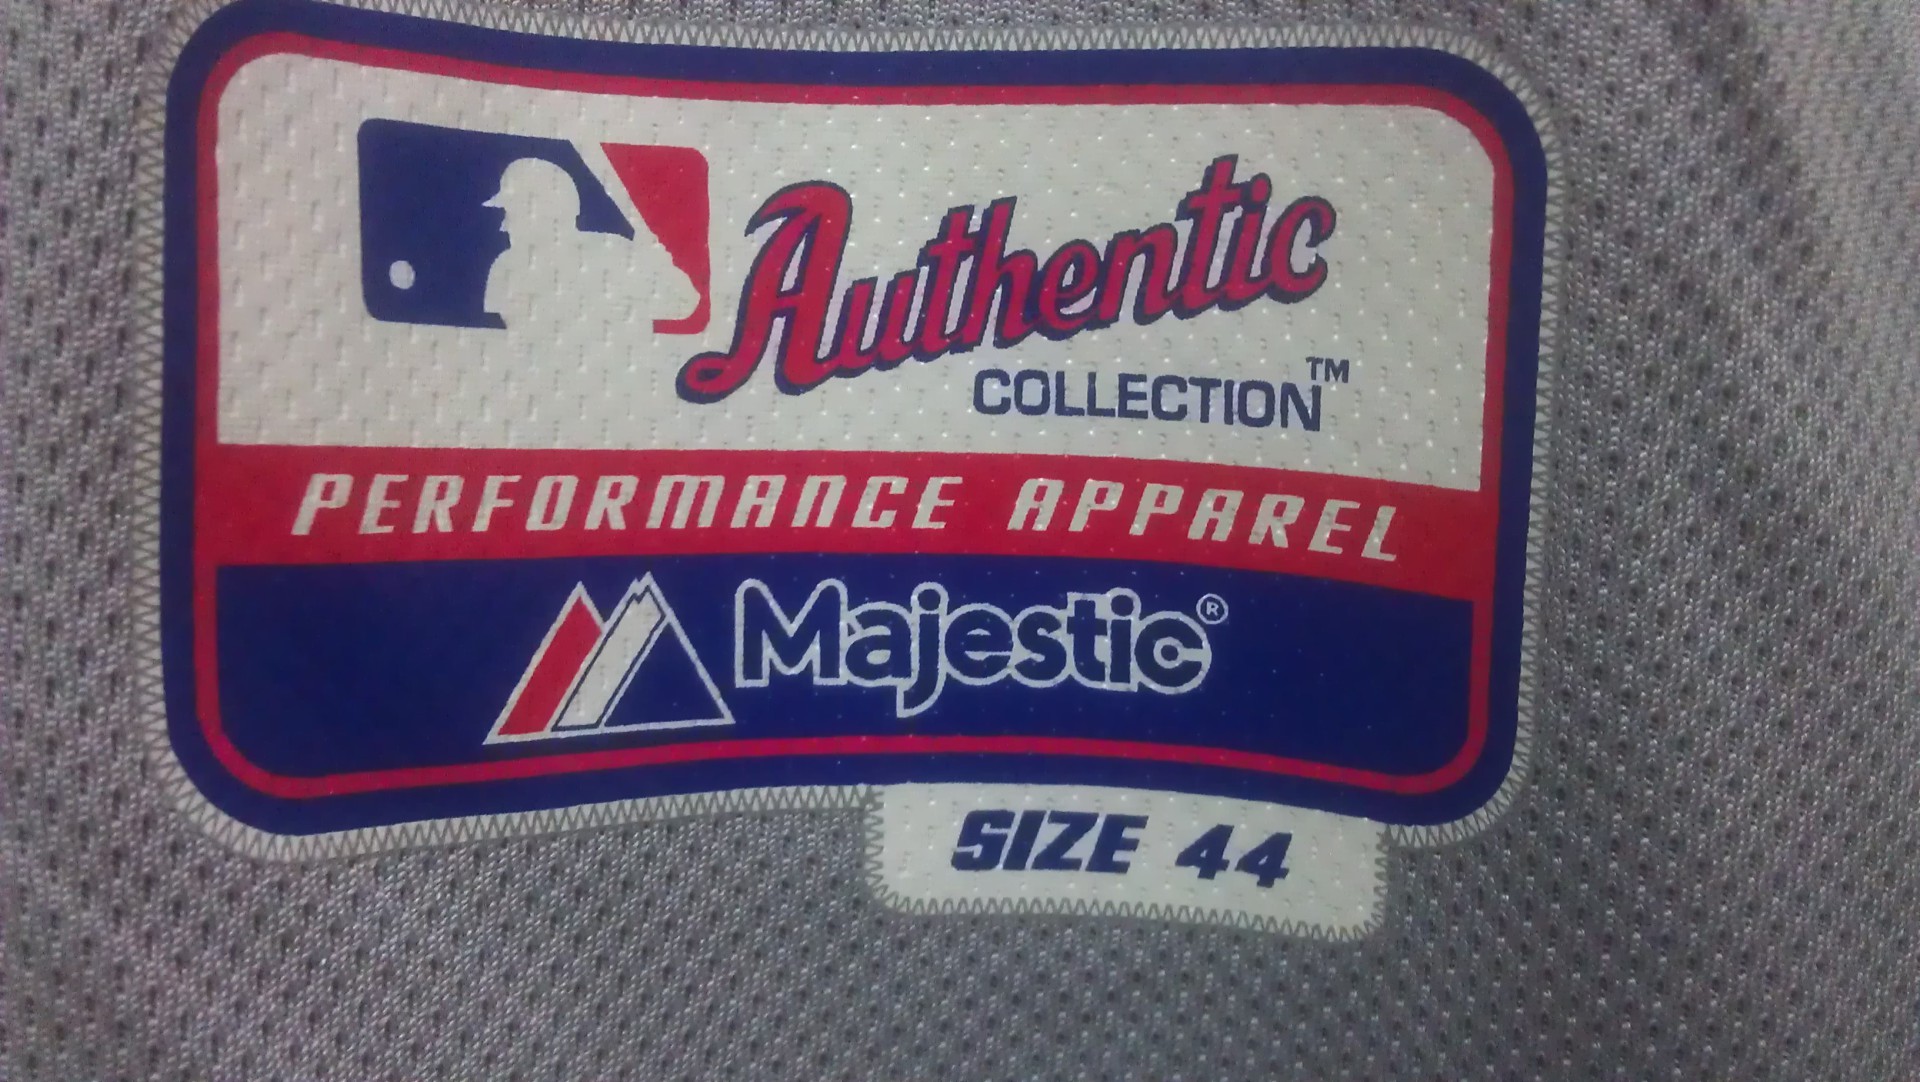 Authentic
COLLECTION™
PERFORMANCE APPAREL
Majestic®
SIZE 44